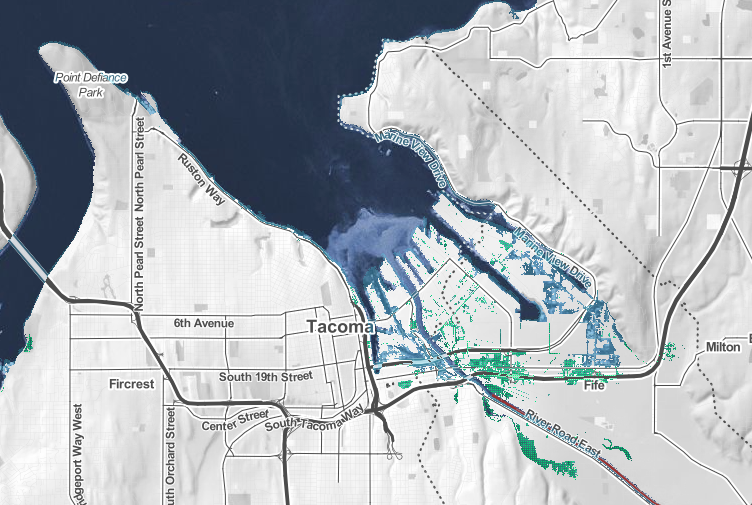 1st Avenue S
Point Defiance
Park
Marine View Drive
North Pearl Street
Ruston Way
North Pearl Street
Marine View Drive
6th Avenue
Tacoma
Milton
South 19th Street
Fircrest
Fife
Center Street
South Tacoma Way
River Road East
dgeport Way West
uth Orchard Street